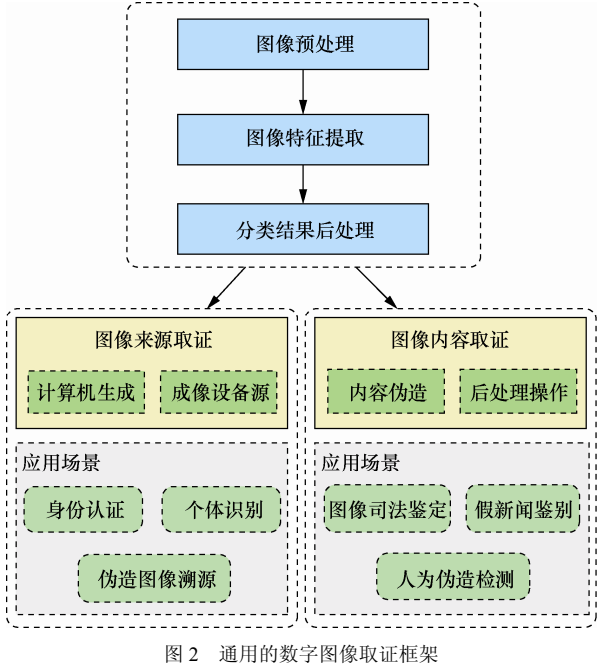 图像预处理
图像特征提取
分类结果后处理
图像来源取证
计算机生成
成像设备源
应用场景
身份认证
个体识别
伪造图像溯源
图像内容取证
内容伪造
后处理操作
应用场景
图像司法鉴定
假新闻鉴别
人为伪造检测
图 2 通用的数字图像取证框架